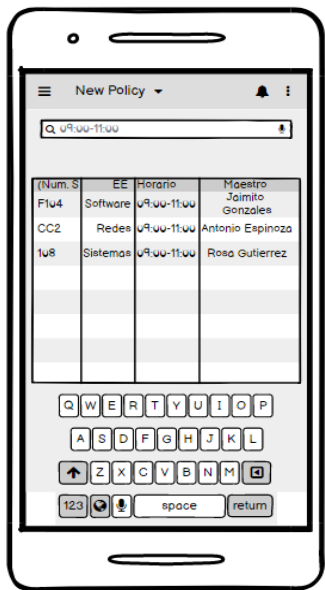 New Policy
09:00-11:00
(Num. S EE Horario Maestro
F104 Software 09:00-11:00 Jaimito
Gonzales
CC2 Redes 09:00-11:00 Antonio Espinoza
108 Sistemas 09:00-11:00 Rosa Gutierrez
Q W E R T Y U I O P
A S D F G H J K L
Z X C V B N M
123 space return